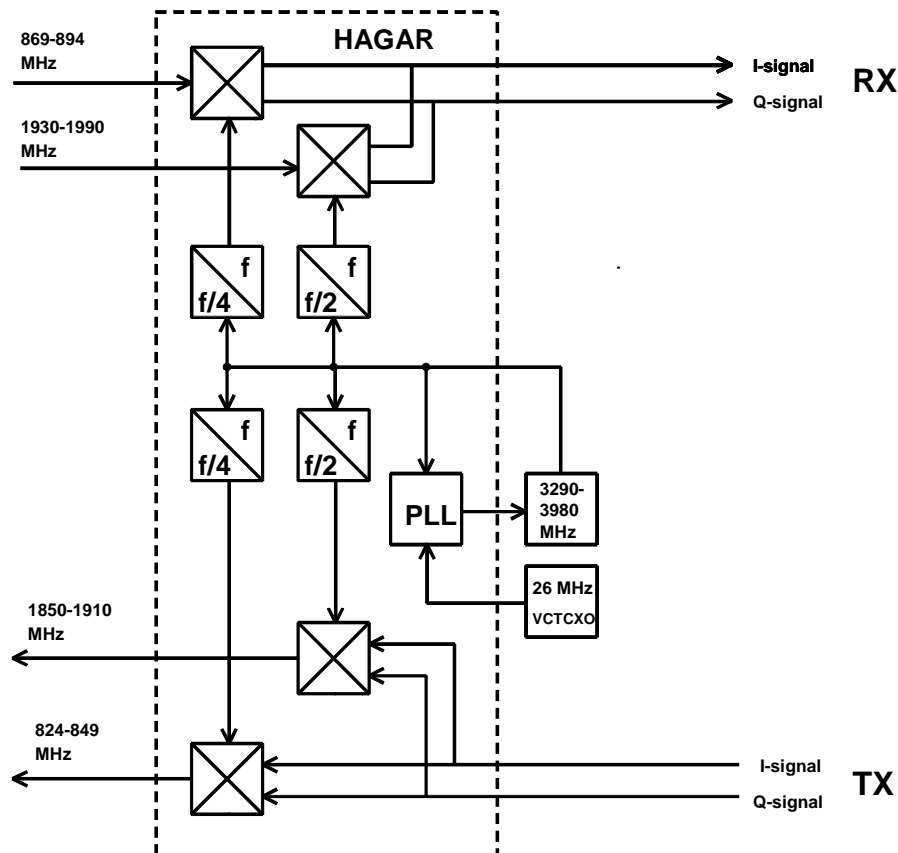 869-894
MHz
HAGAR
I-signal
RX
Q-signal
1930-1990
MHz
f
f/4
f
f/2
f
f/4
f
f/2
PLL
3290-
3980
MHz
26 MHz
VCTCXO
1850-1910
MHz
824-849
MHz
I-signal
TX
Q-signal